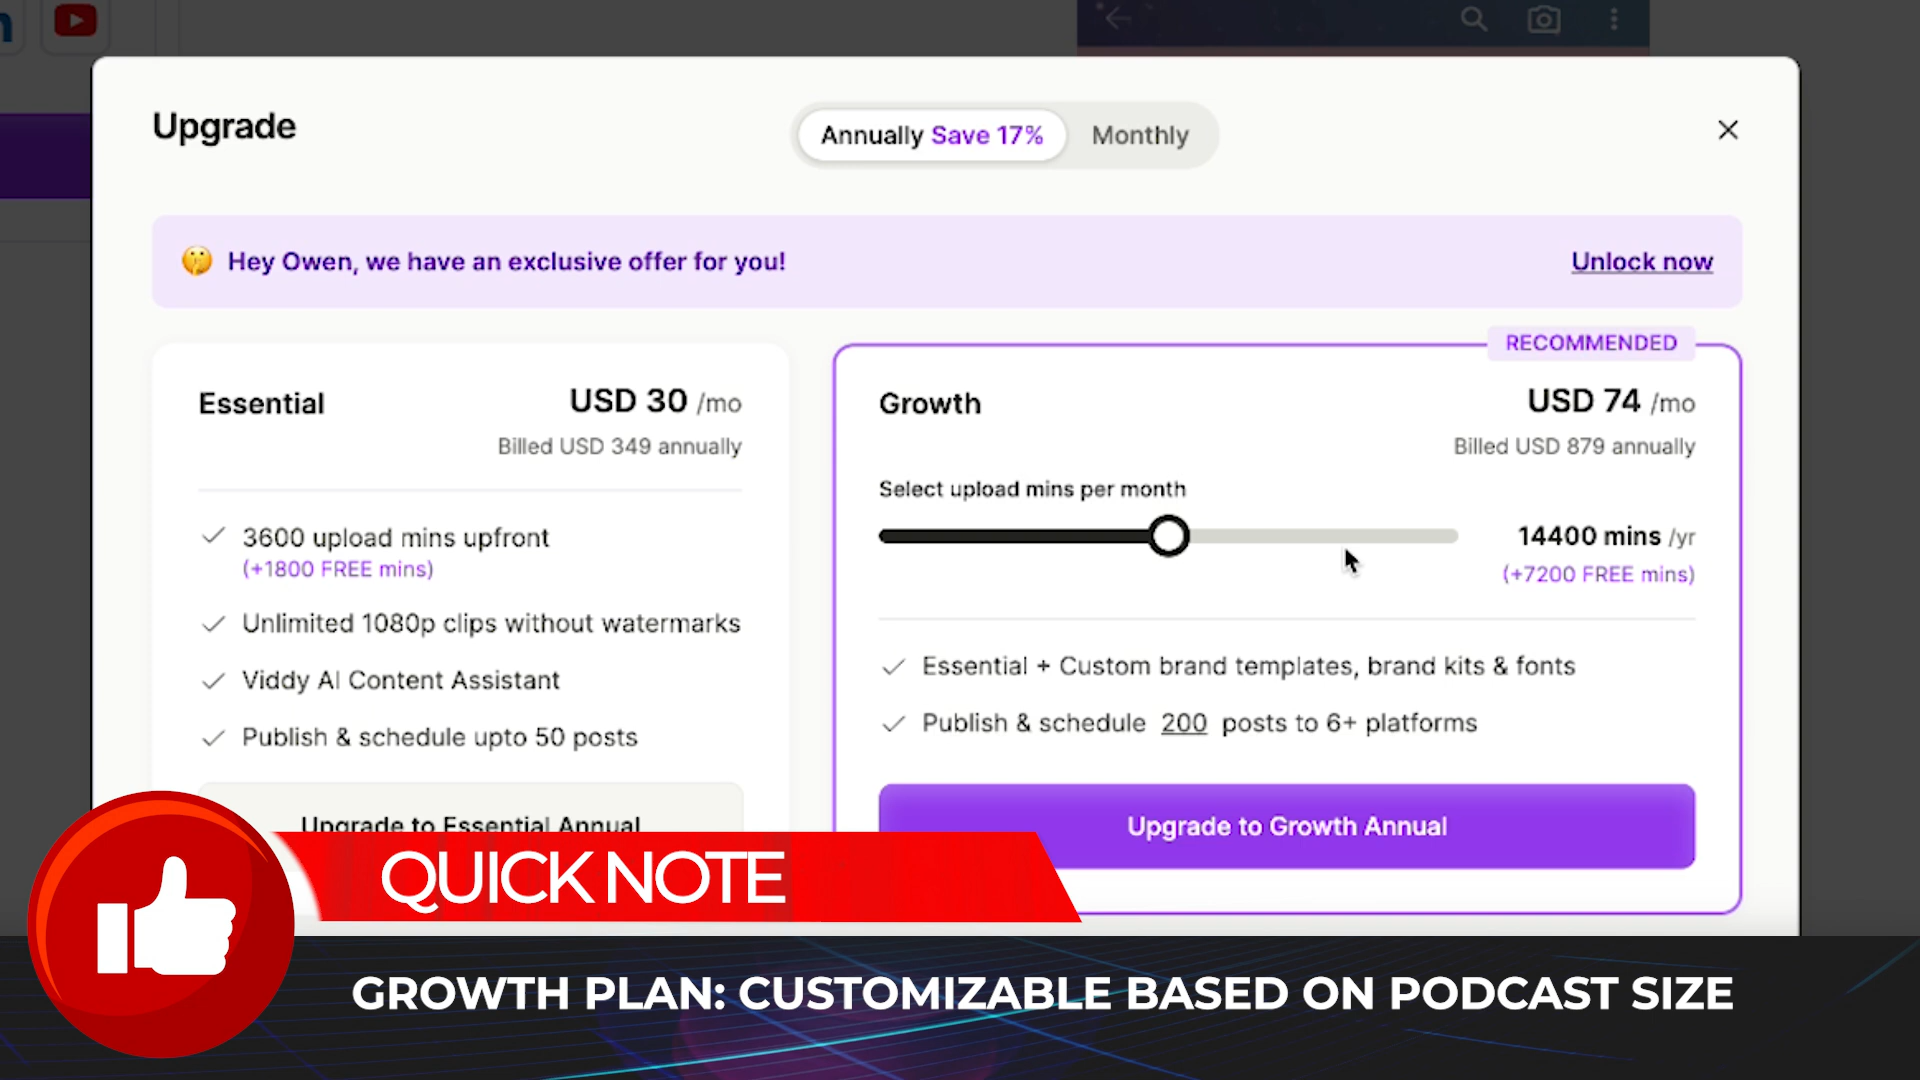 Upgrade
Annually Save 17%
Monthly
Hey Owen, we have an exclusive offer for you!
Unlock now
Essential
USD 30 /mo
Billed USD 349 annually
3600 upload mins upfront
(+1800 FREE mins)
Unlimited 1080p clips without watermarks
Viddy AI Content Assistant
Publish & schedule upto 50 posts
Upgrade to Essential Annual
RECOMMENDED
Growth
USD 74 /mo
Billed USD 879 annually
Select upload mins per month
14400 mins /yr
(+7200 FREE mins)
Essential + Custom brand templates, brand kits & fonts
Publish & schedule 200 posts to 6+ platforms
Upgrade to Growth Annual
QUICK NOTE
GROWTH PLAN: CUSTOMIZABLE BASED ON PODCAST SIZE